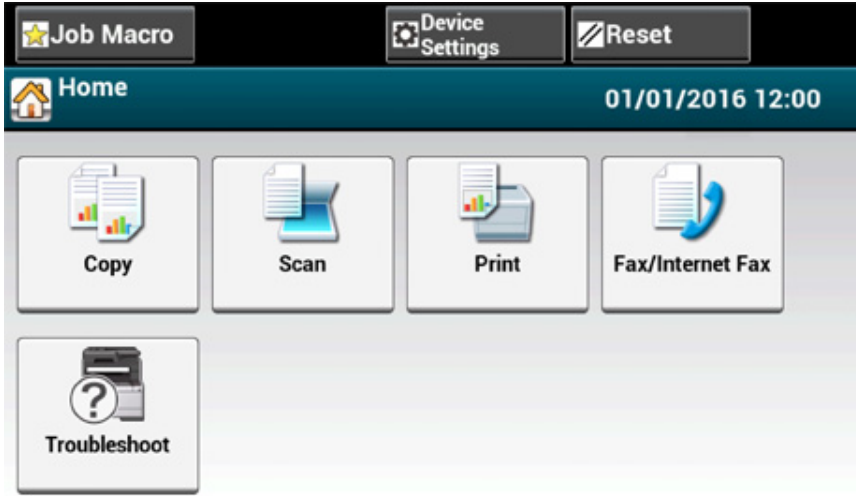 Job Macro
Device
Settings
Reset
Home
01/01/2016 12:00
Copy
Scan
Print
Fax/Internet Fax
?
Troubleshoot